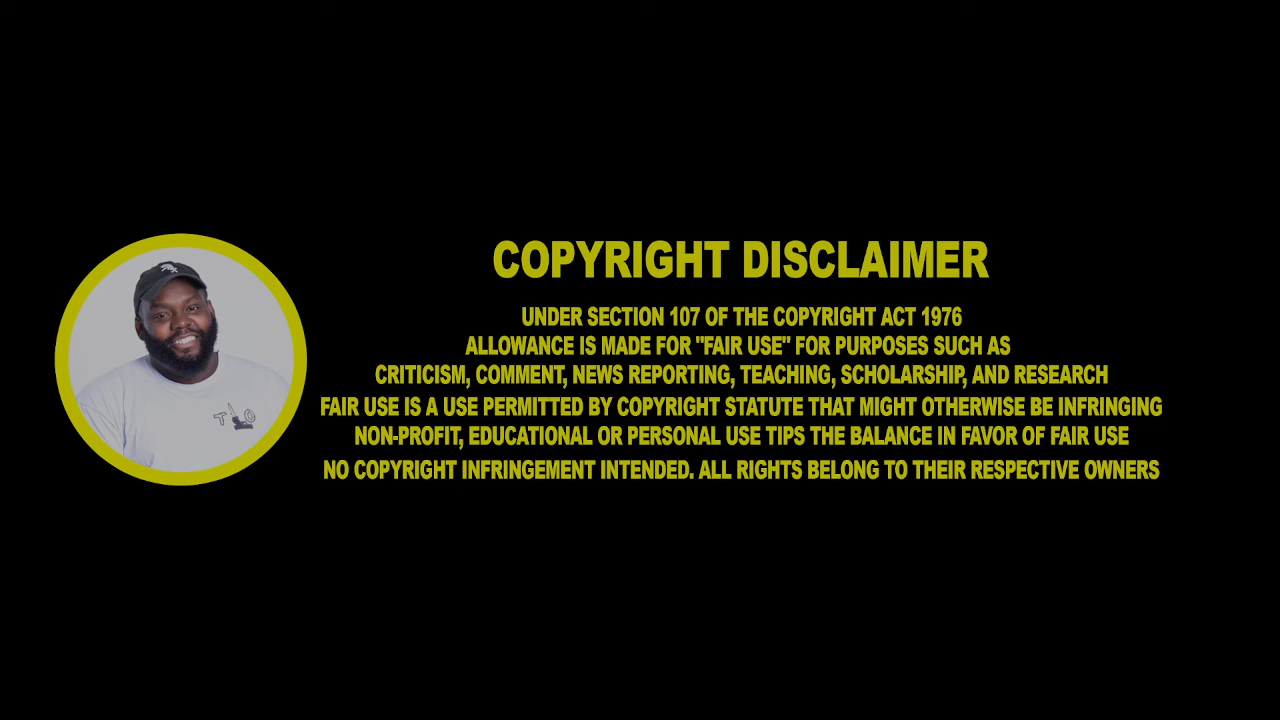 COPYRIGHT DISCLAIMER
UNDER SECTION 107 OF THE COPYRIGHT ACT 1976
ALLOWANCE IS MADE FOR "FAIR USE" FOR PURPOSES SUCH AS
CRITICISM, COMMENT, NEWS REPORTING, TEACHING, SCHOLARSHIP, AND RESEARCH
FAIR USE IS A USE PERMITTED BY COPYRIGHT STATUTE THAT MIGHT OTHERWISE BE INFRINGING
NON-PROFIT, EDUCATIONAL OR PERSONAL USE TIPS THE BALANCE IN FAVOR OF FAIR USE
NO COPYRIGHT INFRINGEMENT INTENDED. ALL RIGHTS BELONG TO THEIR RESPECTIVE OWNERS